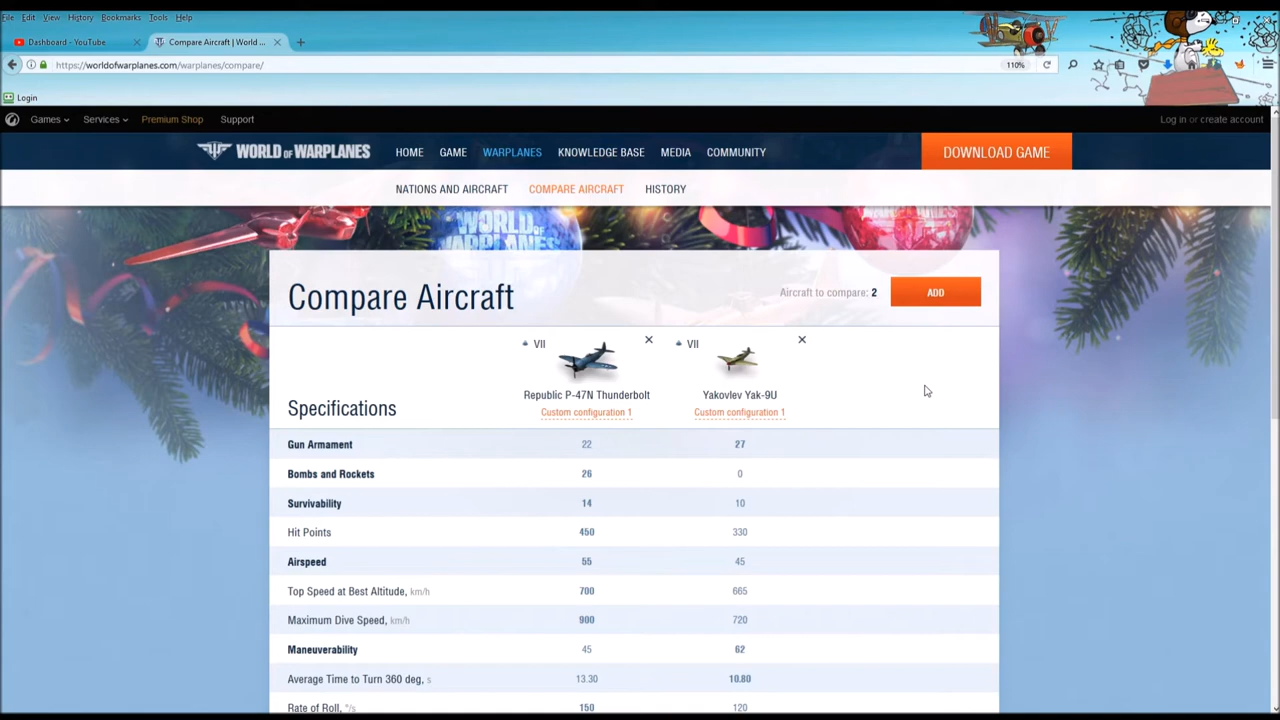 File Edit View History Bookmarks Tools Help
Dashboard - YouTube Compare Aircraft | World ...
https://worldofwarplanes.com/warplanes/compare/ 110%
Login
Games Services Premium Shop Support Log in or create account
WORLD OF WARPLANES HOME GAME WARPLANES KNOWLEDGE BASE MEDIA COMMUNITY DOWNLOAD GAME
NATIONS AND AIRCRAFT COMPARE AIRCRAFT HISTORY
WORLD OF
WARPLANES
Compare Aircraft Aircraft to compare: 2 ADD
VII VII
Republic P-47N Thunderbolt Yakovlev Yak-9U
Specifications Custom configuration 1 Custom configuration 1
Gun Armament 22 27
Bombs and Rockets 26 0
Survivability 14 10
Hit Points 450 330
Airspeed 55 45
Top Speed at Best Altitude, km/h 700 665
Maximum Dive Speed, km/h 900 720
Maneuverability 45 62
Average Time to Turn 360 deg, s 13.30 10.80
Rate of Roll, °/s 150 120